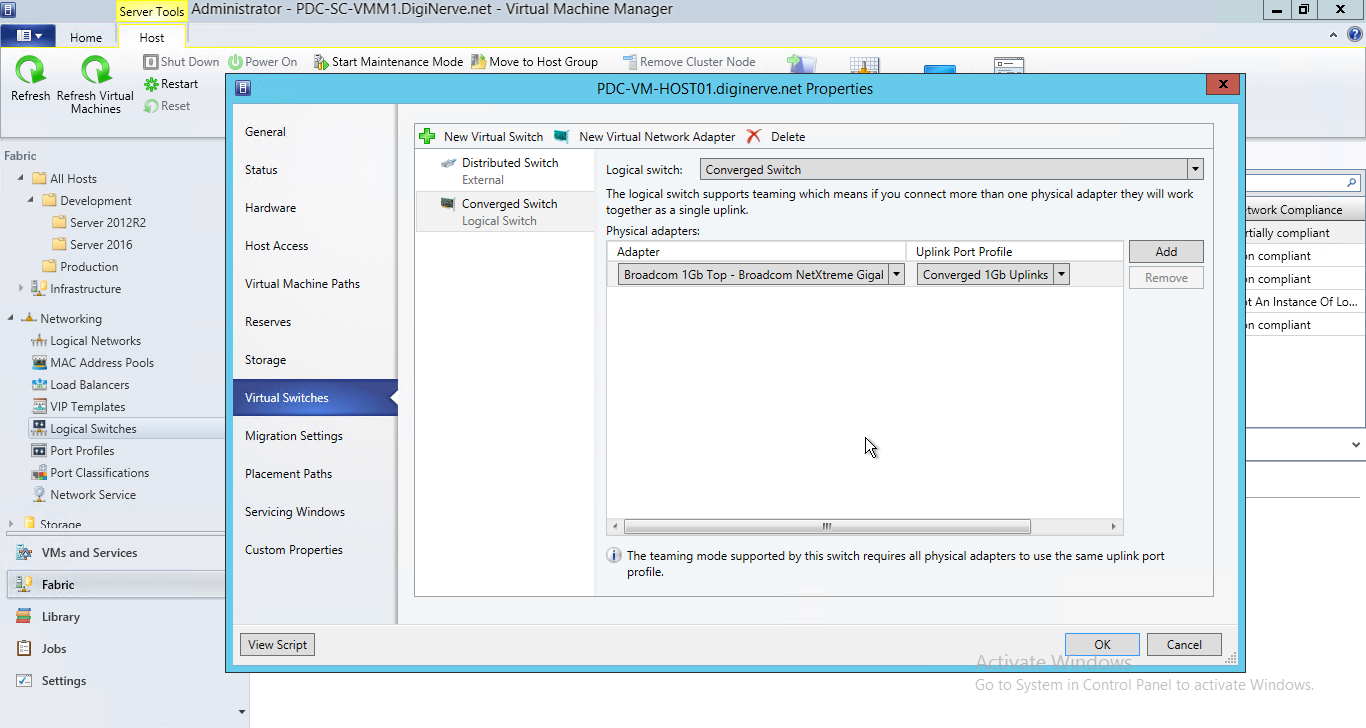 Server Tools
Administrator - PDC-SC-VMM1.DigiNerve.net - Virtual Machine Manager
Home
Host
Refresh
Refresh Virtual Machines
Shut Down
Power On
Restart
Reset
Start Maintenance Mode
Move to Host Group
Remove Cluster Node
PDC-VM-HOST01.diginerve.net Properties
Fabric
All Hosts
Development
Server 2012R2
Server 2016
Production
Infrastructure
Networking
Logical Networks
MAC Address Pools
Load Balancers
VIP Templates
Logical Switches
Port Profiles
Port Classifications
Network Service
Storage
VMs and Services
Fabric
Library
Jobs
Settings
General
Status
Hardware
Host Access
Virtual Machine Paths
Reserves
Storage
Virtual Switches
Migration Settings
Placement Paths
Servicing Windows
Custom Properties
New Virtual Switch
New Virtual Network Adapter
Delete
Distributed Switch
External
Converged Switch
Logical Switch
Logical switch:
Converged Switch
The logical switch supports teaming which means if you connect more than one physical adapter they will work
together as a single uplink.
Physical adapters:
Adapter
Uplink Port Profile
Broadcom 1Gb Top - Broadcom NetXtreme Gigal
Converged 1Gb Uplinks
Add
Remove
The teaming mode supported by this switch requires all physical adapters to use the same uplink port
profile.
View Script
OK
Cancel
twork Compliance
rtially compliant
on compliant
on compliant
t An Instance Of Lo...
on compliant
Activate Windows
Go to System in Control Panel to activate Windows.